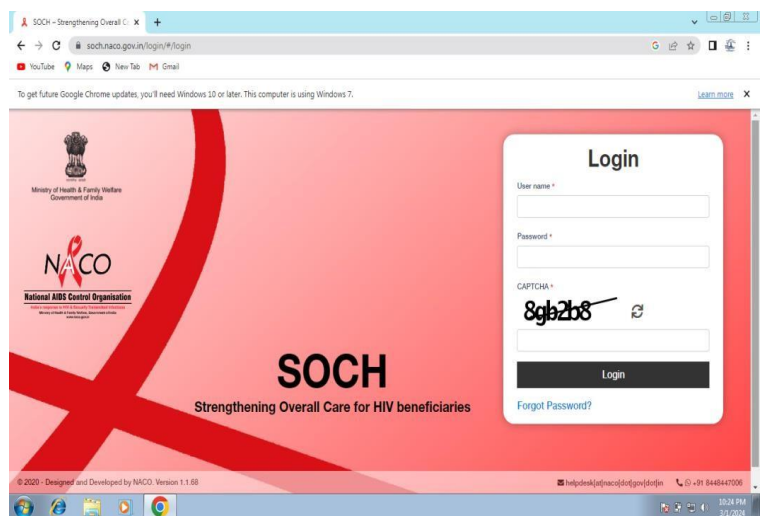 SOCH – Strengthening Overall C
soch.naco.gov.in/login/#/login
YouTube Maps New Tab Gmail
To get future Google Chrome updates, you'll need Windows 10 or later. This computer is using Windows 7.
Learn more
Ministry of Health & Family Welfare
Government of India
NACO
National AIDS Control Organisation
SOCH
Strengthening Overall Care for HIV beneficiaries
Login
User name *
Password *
CAPTCHA *
8gb2b8
Login
Forgot Password?
© 2020 - Designed and Developed by NACO. Version 1.1.68
helpdesk[at]naco[dot]gov[dot]in +91 8448447006
10:24 PM
3/1/2024